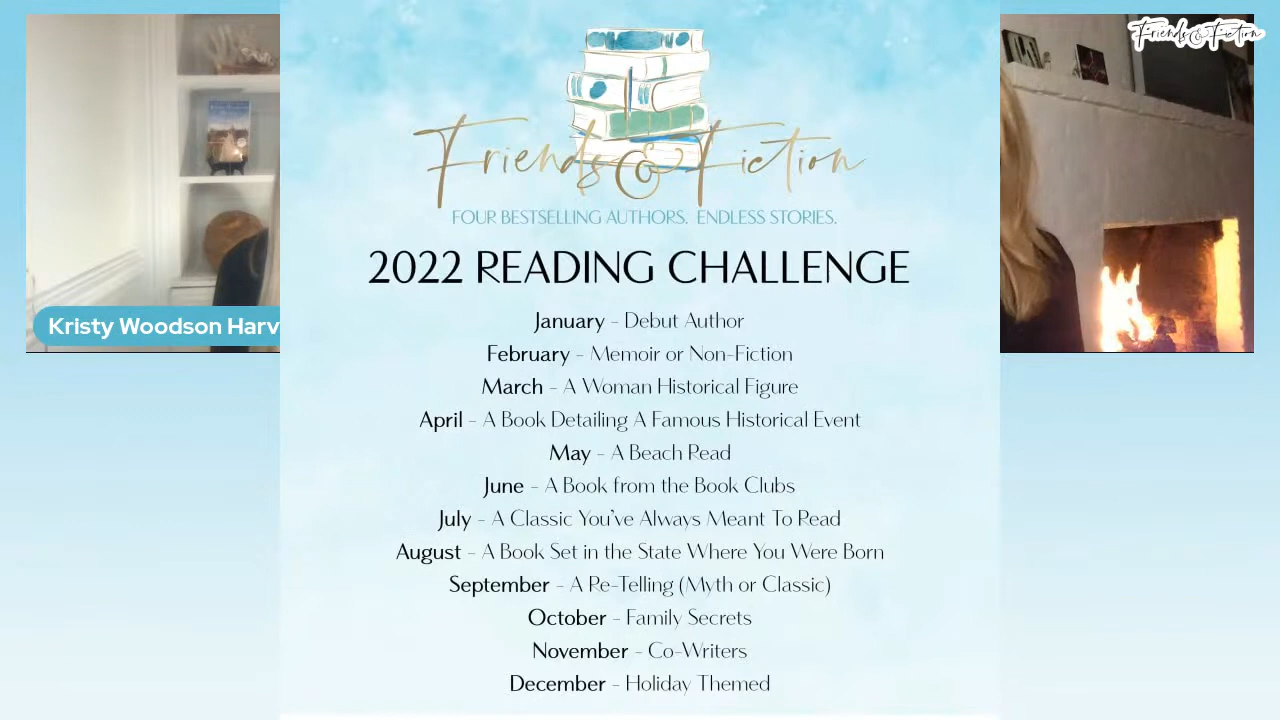 Friends & Fiction
Friends & Fiction
FOUR BESTSELLING AUTHORS. ENDLESS STORIES.
2022 READING CHALLENGE
Kristy Woodson Harv
January - Debut Author
February - Memoir or Non-Fiction
March - A Woman Historical Figure
April - A Book Detailing A Famous Historical Event
May - A Beach Read
June - A Book from the Book Clubs
July - A Classic You've Always Meant To Read
August - A Book Set in the State Where You Were Born
September - A Re-Telling (Myth or Classic)
October - Family Secrets
November - Co-Writers
December - Holiday Themed